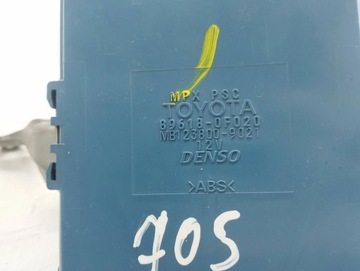 MPX PSC
TOYOTA
89618-0F020
MB123800-9021
12V
DENSO
>ABS<
705